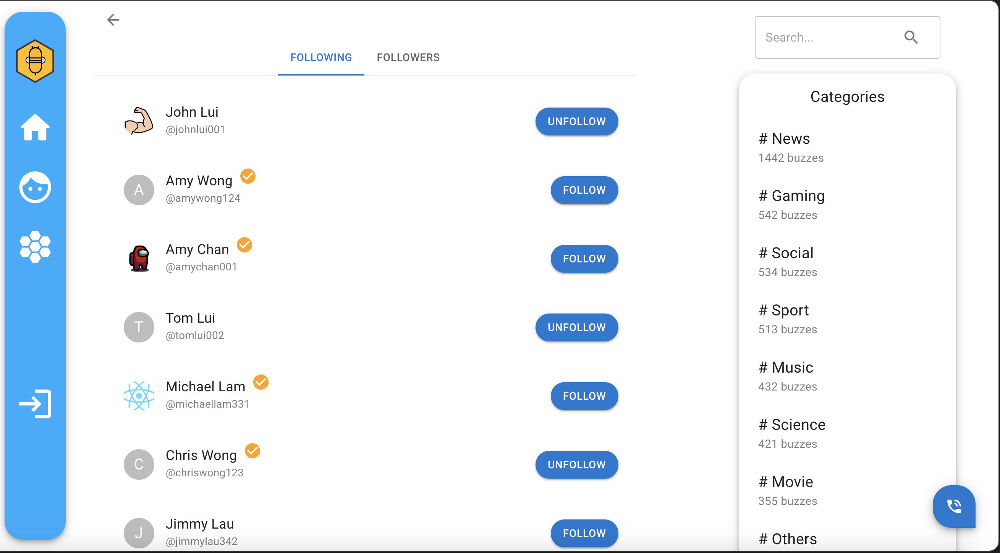 FOLLOWING FOLLOWERS
John Lui
@johnlui001
UNFOLLOW
A
Amy Wong
@amywong124
FOLLOW
Amy Chan
@amychan001
FOLLOW
T
Tom Lui
@tomlui002
UNFOLLOW
Michael Lam
@michaellam331
FOLLOW
C
Chris Wong
@chriswong123
UNFOLLOW
J
Jimmy Lau
@jimmylau342
FOLLOW
Search...
Categories
# News
1442 buzzes
# Gaming
542 buzzes
# Social
534 buzzes
# Sport
513 buzzes
# Music
432 buzzes
# Science
421 buzzes
# Movie
355 buzzes
# Others